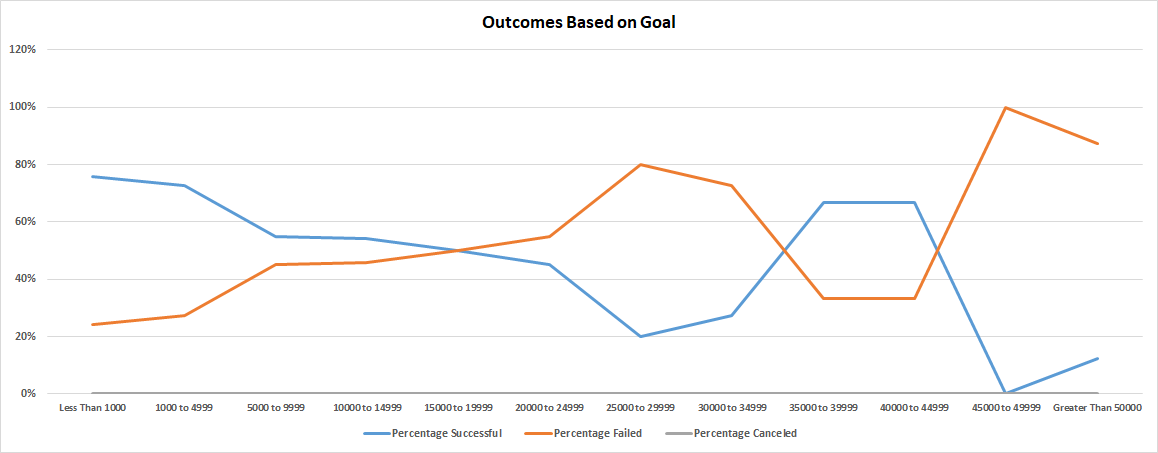 Outcomes Based on Goal
120%
100%
80%
60%
40%
20%
0%
Less Than 1000 1000 to 4999 5000 to 9999 10000 to 14999 15000 to 19999 20000 to 24999 25000 to 29999 30000 to 34999 35000 to 39999 40000 to 44999 45000 to 49999 Greater Than 50000
Percentage Successful Percentage Failed Percentage Canceled